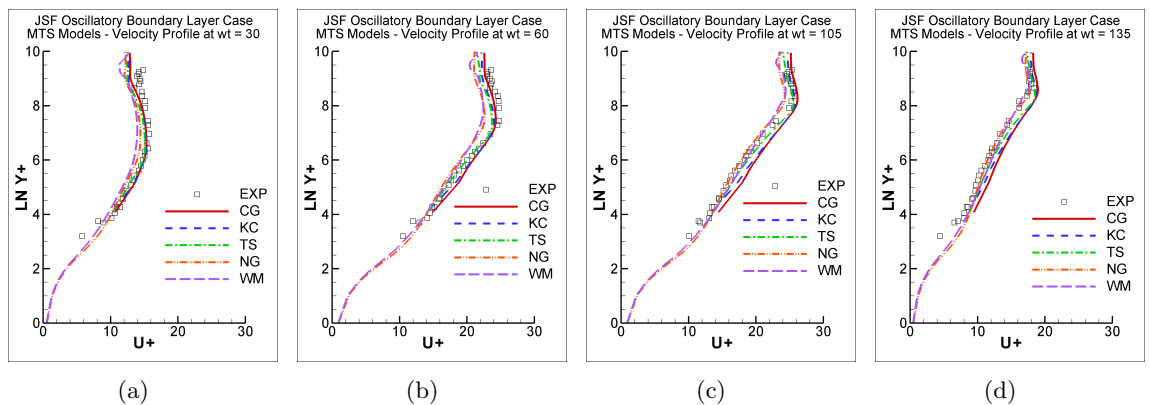 JSF Oscillatory Boundary Layer Case
MTS Models - Velocity Profile at wt = 30
10
8
6
4
2
0
LN Y+
EXP
CG
KC
TS
NG
WM
0 10 20 30
U+
(a)
JSF Oscillatory Boundary Layer Case
MTS Models - Velocity Profile at wt = 60
10
8
6
4
2
0
LN Y+
EXP
CG
KC
TS
NG
WM
0 10 20 30
U+
(b)
JSF Oscillatory Boundary Layer Case
MTS Models - Velocity Profile at wt = 105
10
8
6
4
2
0
LN Y+
EXP
CG
KC
TS
NG
WM
0 10 20 30
U+
(c)
JSF Oscillatory Boundary Layer Case
MTS Models - Velocity Profile at wt = 135
10
8
6
4
2
0
LN Y+
EXP
CG
KC
TS
NG
WM
0 10 20 30
U+
(d)